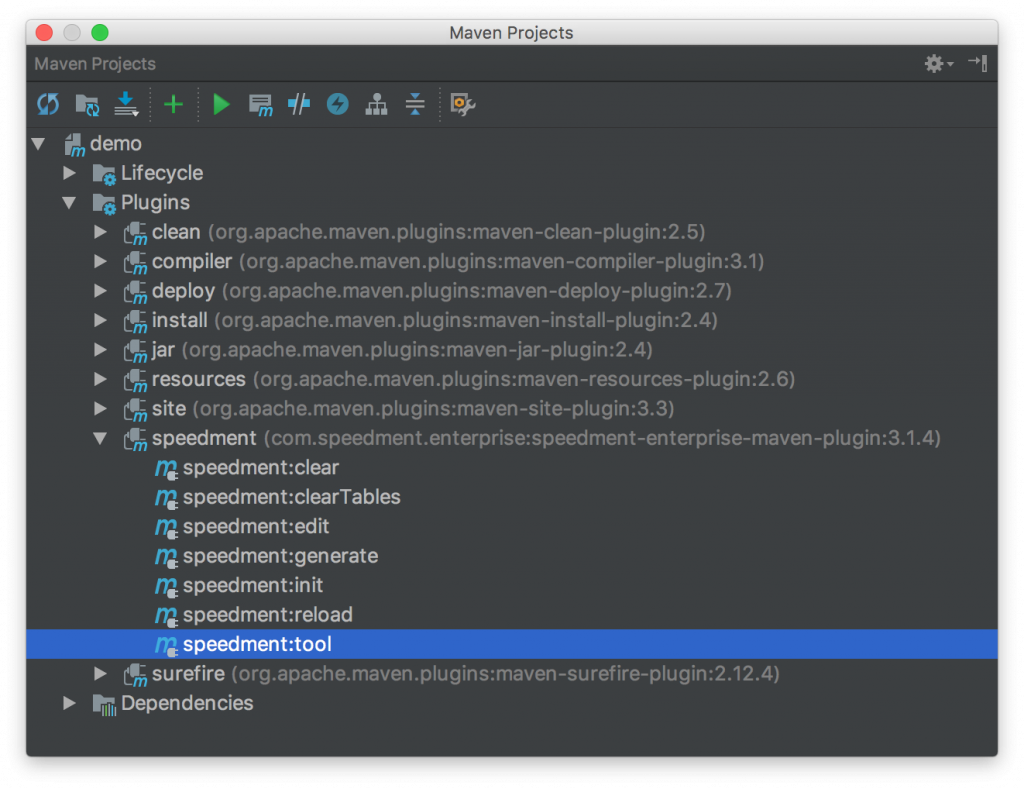 Maven Projects
Maven Projects
demo
Lifecycle
Plugins
clean (org.apache.maven.plugins:maven-clean-plugin:2.5)
compiler (org.apache.maven.plugins:maven-compiler-plugin:3.1)
deploy (org.apache.maven.plugins:maven-deploy-plugin:2.7)
install (org.apache.maven.plugins:maven-install-plugin:2.4)
jar (org.apache.maven.plugins:maven-jar-plugin:2.4)
resources (org.apache.maven.plugins:maven-resources-plugin:2.6)
site (org.apache.maven.plugins:maven-site-plugin:3.3)
speedment (com.speedment.enterprise:speedment-enterprise-maven-plugin:3.1.4)
speedment:clear
speedment:clearTables
speedment:edit
speedment:generate
speedment:init
speedment:reload
speedment:tool
surefire (org.apache.maven.plugins:maven-surefire-plugin:2.12.4)
Dependencies